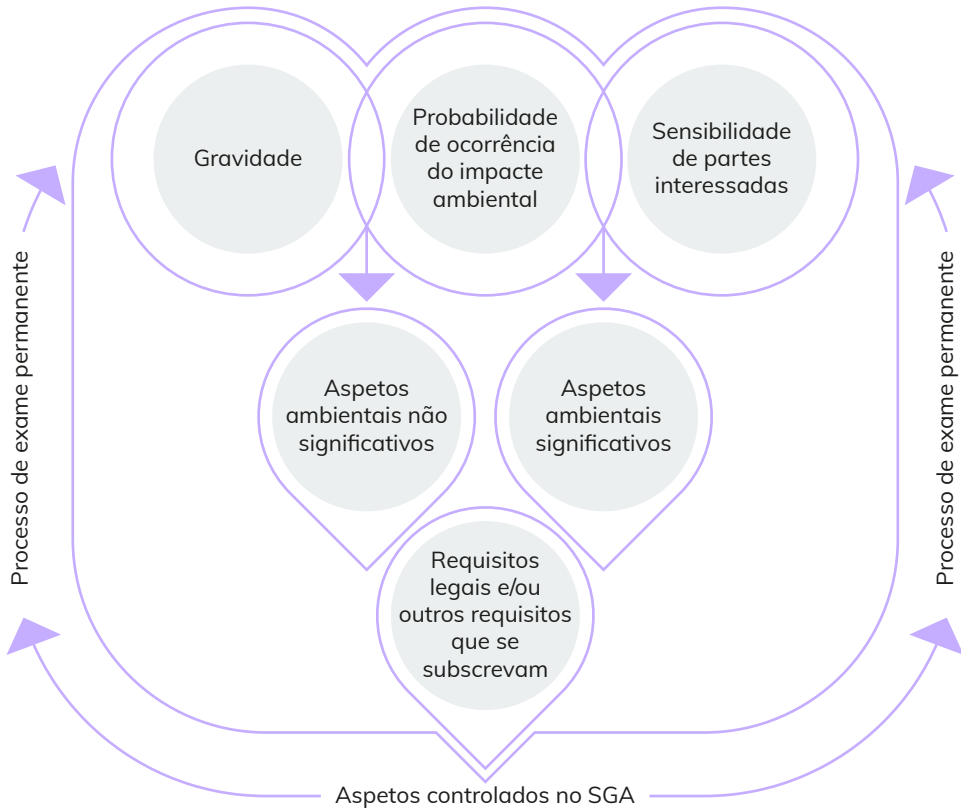 Gravidade
Probabilidade
de ocorrência
do impacte
ambiental
Sensibilidade
de partes
interessadas
Processo de exame permanente
Processo de exame permanente
Aspetos
ambientais não
significativos
Aspetos
ambientais
significativos
Requisitos
legais e/ou
outros requisitos
que se
subscrevam
Aspetos controlados no SGA